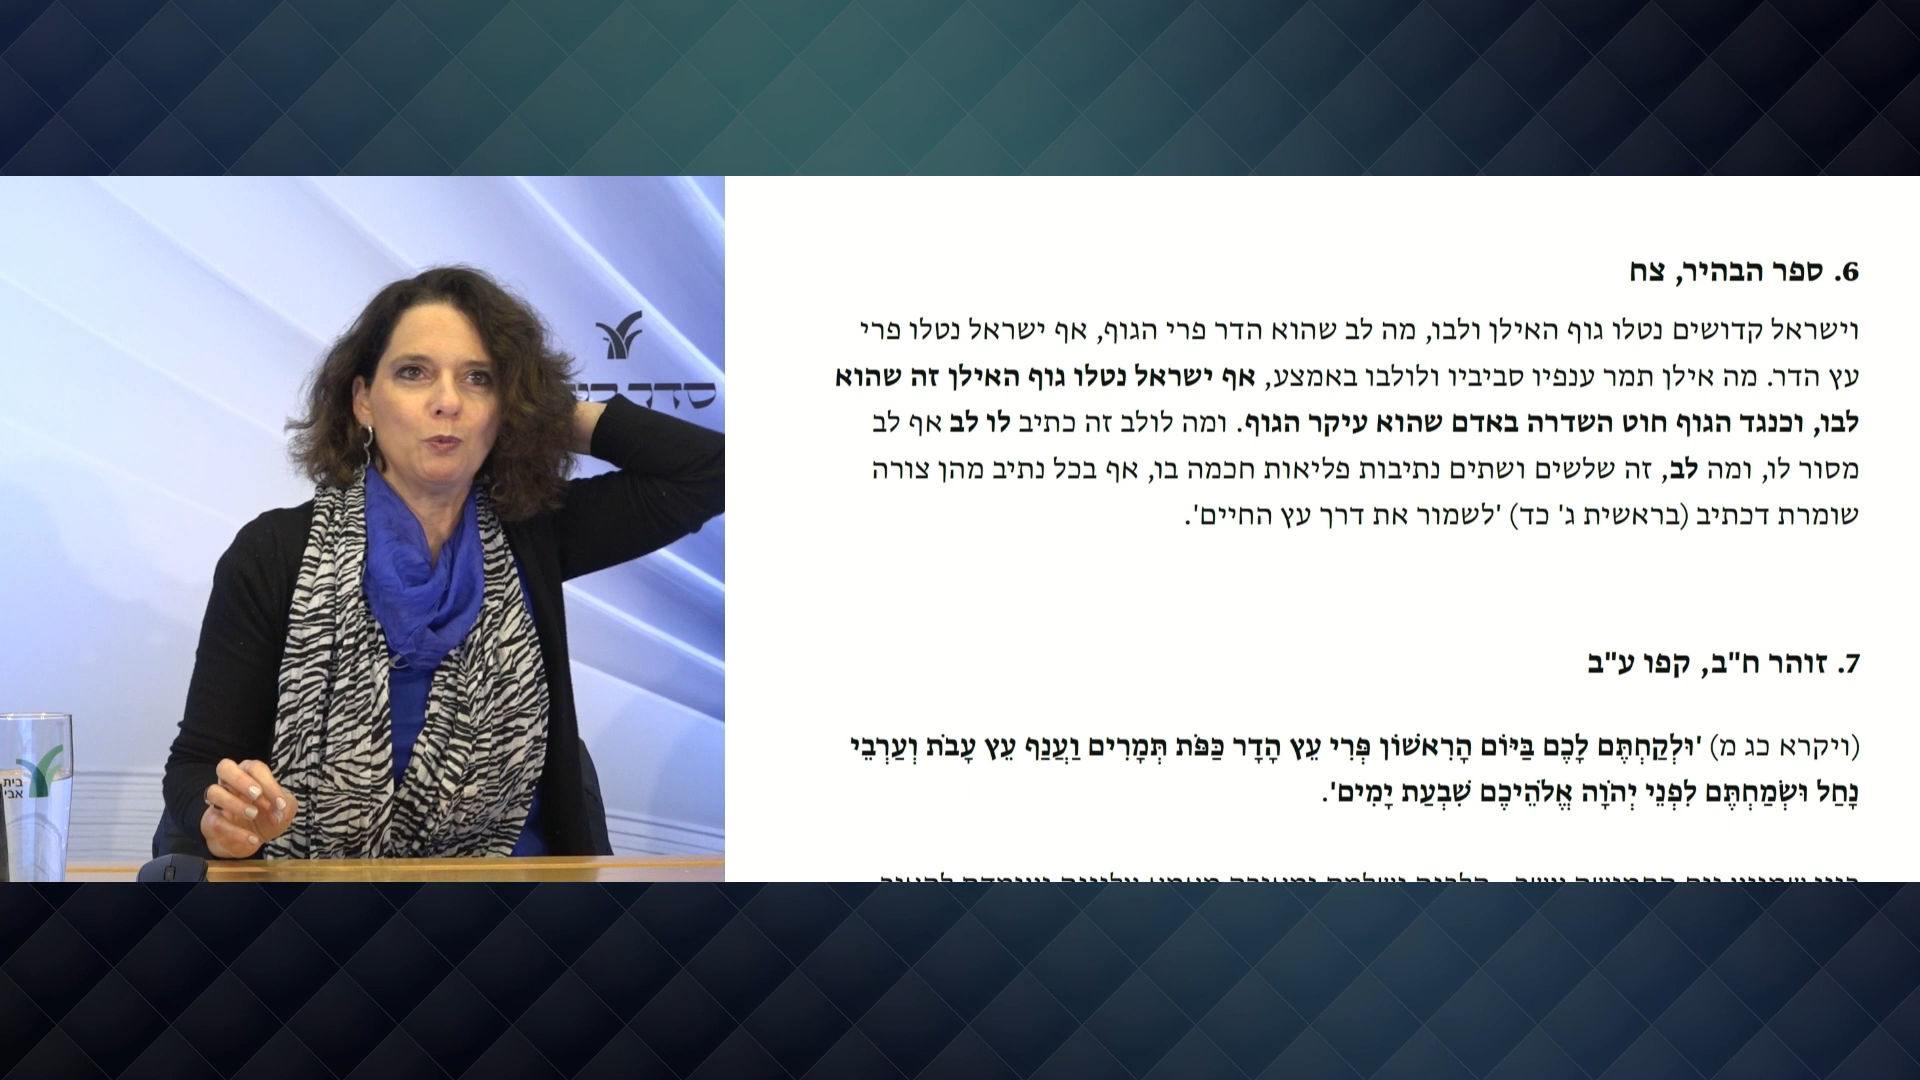 6. ספר הבהיר, צח
וישראל קדושים נטלו גוף האילן ולבו, מה לב שהוא הדר פרי הגוף, אף ישראל נטלו פרי
עץ הדר. מה אילן תמר ענפיו סביביו ולולבו באמצע, אף ישראל נטלו גוף האילן זה שהוא
לבו, וכנגד הגוף חוט השדרה באדם שהוא עיקר הגוף. ומה לולב זה כתיב לו לב אף לב
מסור לו, ומה לב, זה שלשים ושתים נתיבות פליאות חכמה בו, אף בכל נתיב מהן צורה
שומרת דכתיב (בראשית ג' כד) 'לשמור את דרך עץ החיים'.
7. זוהר ח"ב, קפו ע"ב
(ויקרא כג מ) 'וּלְקַחְתֶּם לָכֶם בַּיּוֹם הָרִאשׁוֹן פְּרִי עֵץ הָדָר כַּפֹּת תְּמָרִים וַעֲנַף עֵץ עָבֹת וְעַרְבֵי
נָחַל וּשְׂמַחְתֶּם לִפְנֵי יְהֹוָה אֱלֹהֵיכֶם שִׁבְעַת יָמִים'.
סדר
בית
אבי